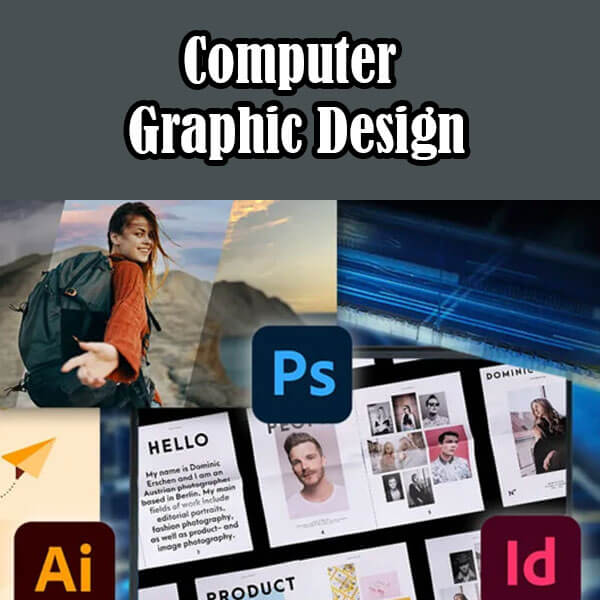 Computer
Graphic Design
Ps
PEOPLE
DOMINIC
HELLO
My name is Dominic
Erschen and I am an
Austrian photographer
based in Berlin. My main
fields of work include
editorial portraits,
fashion photography,
as well as product- and
image photography.
PRODUCT
Ai
Id